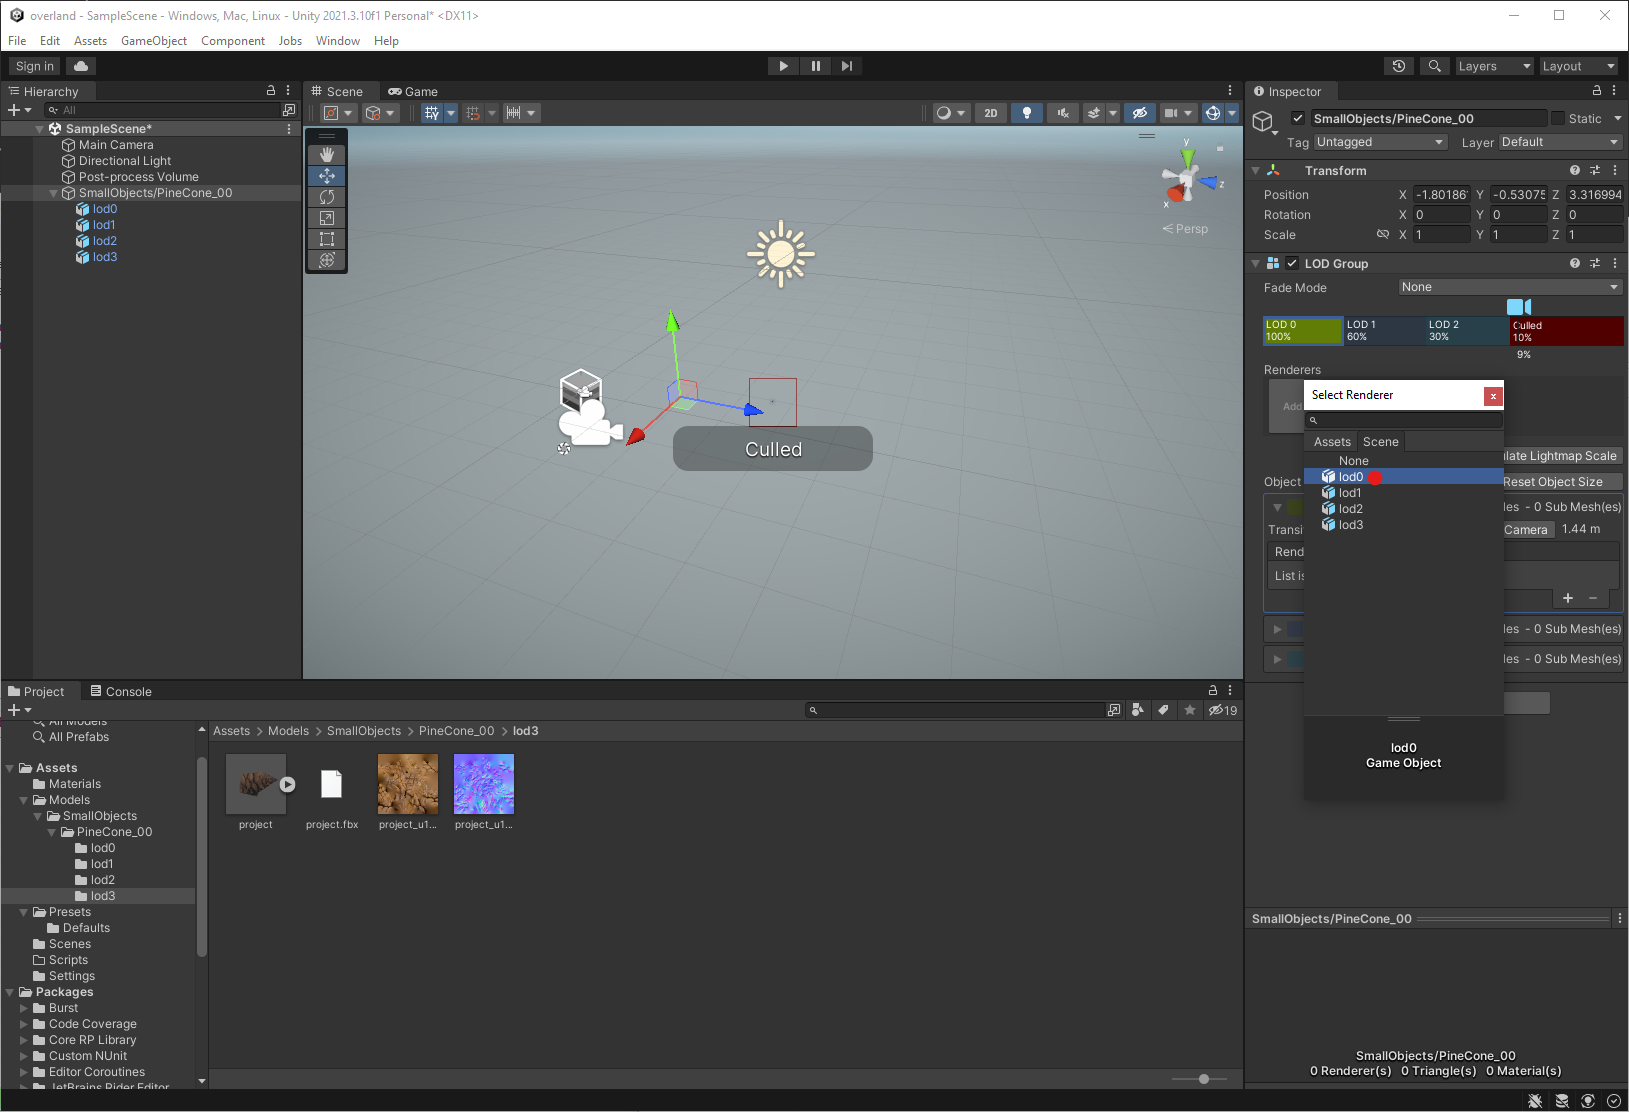 overland - SampleScene - Windows, Mac, Linux - Unity 2021.3.10f1 Personal* <DX11>
File Edit Assets GameObject Component Jobs Window Help
Sign in
Layers
Layout
Hierarchy
All
SampleScene*
Main Camera
Directional Light
Post-process Volume
SmallObjects/PineCone_00
lod0
lod1
lod2
lod3
Scene
Game
2D
y
z
x
Persp
Culled
Inspector
SmallObjects/PineCone_00
Static
Tag Untagged Layer Default
Transform
Position X -1.80186 Y -0.53075 Z 3.316994
Rotation X 0 Y 0 Z 0
Scale X 1 Y 1 Z 1
LOD Group
Fade Mode None
LOD 0 LOD 1 LOD 2 Culled
100% 60% 30% 10%
9%
Renderers
Add
Select Renderer
x
Assets Scene
None
lod0
lod1
lod2
lod3
lod0
Game Object
ulate Lightmap Scale
Object
Reset Object Size
les - 0 Sub Mesh(es)
Transi
Camera 1.44 m
Rend
List is
+ -
les - 0 Sub Mesh(es)
les - 0 Sub Mesh(es)
SmallObjects/PineCone_00
SmallObjects/PineCone_00
0 Renderer(s) 0 Triangle(s) 0 Material(s)
Project
Console
19
All Models
All Prefabs
Assets
Materials
Models
SmallObjects
PineCone_00
lod0
lod1
lod2
lod3
Presets
Defaults
Scenes
Scripts
Settings
Packages
Burst
Code Coverage
Core RP Library
Custom NUnit
Editor Coroutines
JetBrains Rider Editor
Assets > Models > SmallObjects > PineCone_00 > lod3
project
project.fbx
project_u1...
project_u1...